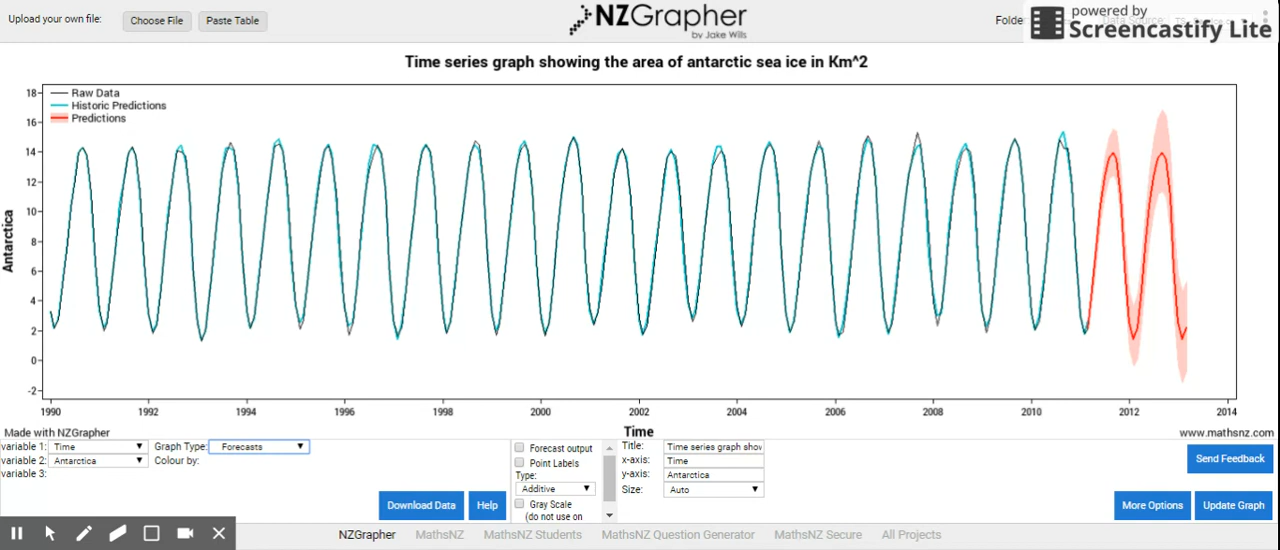 Upload your own file:
Choose File
Paste Table
NZGrapher
by Jake Wills
Folder
Data Source:
powered by
Screencastify Lite
Time series graph showing the area of antarctic sea ice in Km^2
Raw Data
Historic Predictions
Predictions
18
16
14
12
10
8
6
4
2
0
-2
Antarctica
1990 1992 1994 1996 1998 2000 2002 2004 2006 2008 2010 2012 2014
Made with NZGrapher
Time
www.mathsnz.com
variable 1: Time
Graph Type: Forecasts
variable 2: Antarctica
Colour by:
variable 3:
Download Data
Help
Forecast output
Point Labels
Type:
Additive
Gray Scale
(do not use on
Title: Time series graph shov
x-axis: Time
y-axis: Antarctica
Size: Auto
Send Feedback
More Options
Update Graph
NZGrapher MathsNZ MathsNZ Students MathsNZ Question Generator MathsNZ Secure All Projects